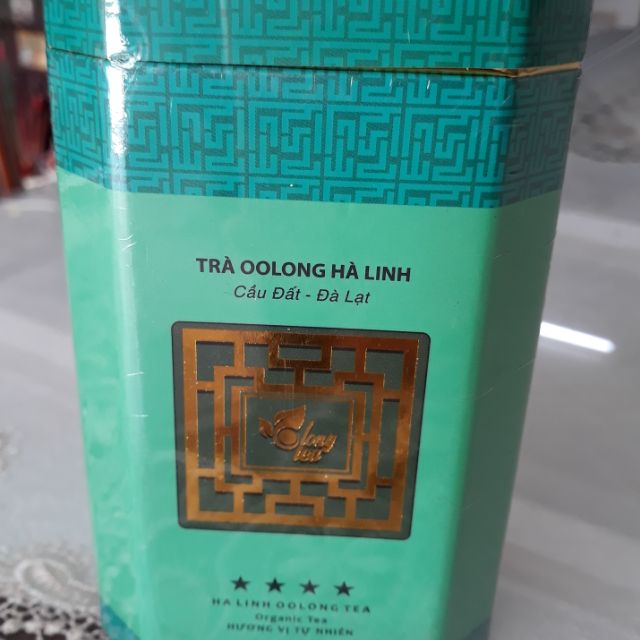 TRÀ OOLONG HÀ LINH
Cầu Đất - Đà Lạt
Olong
tea
★ ★ ★ ★
HA LINH OOLONG TEA
Organic Tea
HƯƠNG VỊ TỰ NHIÊN